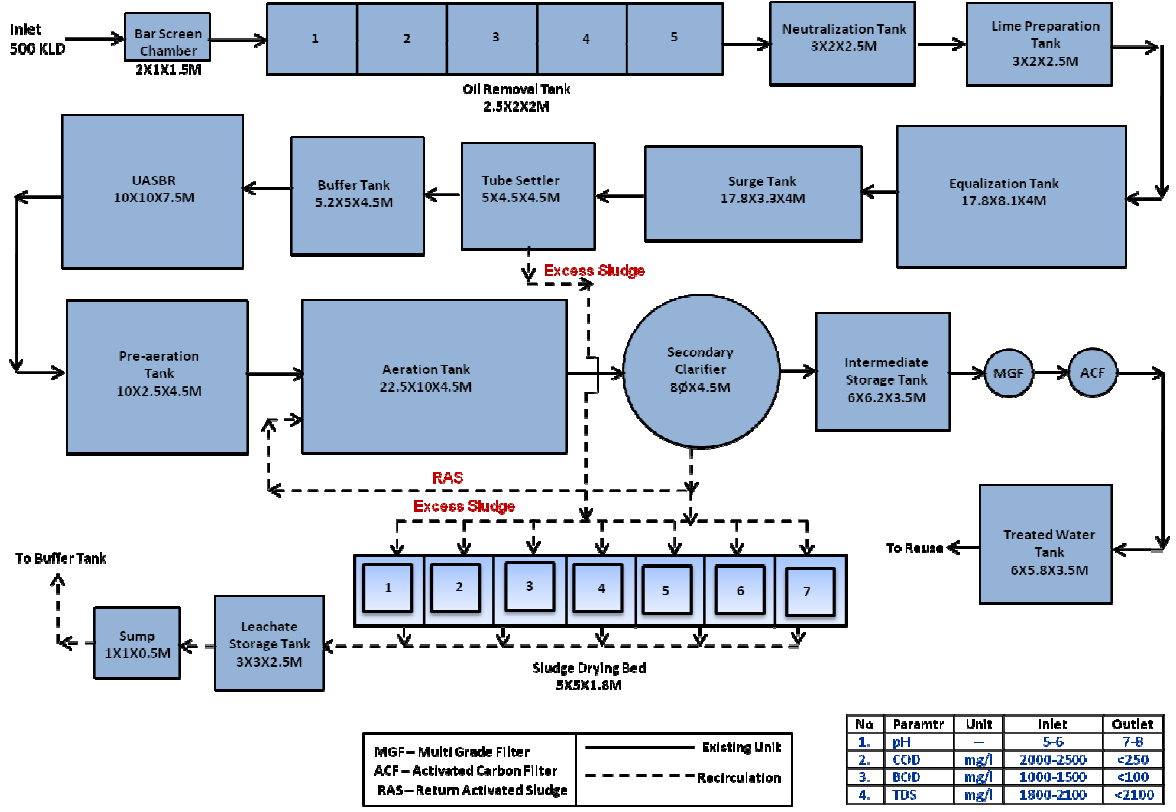 Inlet
500 KLD
Bar Screen
Chamber
2X1X1.5M
1 2 3 4 5
Oil Removal Tank
2.5X2X2M
Neutralization Tank
3X2X2.5M
Lime Preparation
Tank
3X2X2.5M
UASBR
10X10X7.5M
Buffer Tank
5.2X5X4.5M
Tube Settler
5X4.5X4.5M
Surge Tank
17.8X3.3X4M
Equalization Tank
17.8X8.1X4M
Excess Sludge
Pre-aeration
Tank
10X2.5X4.5M
Aeration Tank
22.5X10X4.5M
Secondary
Clarifier
8ØX4.5M
Intermediate
Storage Tank
6X6.2X3.5M
MGF
ACF
RAS
Excess Sludge
To Reuse
Treated Water
Tank
6X5.8X3.5M
To Buffer Tank
1 2 3 4 5 6 7
Sump
1X1X0.5M
Leachate
Storage Tank
3X3X2.5M
Sludge Drying Bed
5X5X1.8M
MGF – Multi Grade Filter
ACF – Activated Carbon Filter
RAS – Return Activated Sludge
Existing Unit
Recirculation
No Paramtr Unit Inlet Outlet
1. pH — 5-6 7-8
2. COD mg/l 2000-2500 <250
3. BOD mg/l 1000-1500 <100
4. TDS mg/l 1800-2100 <2100